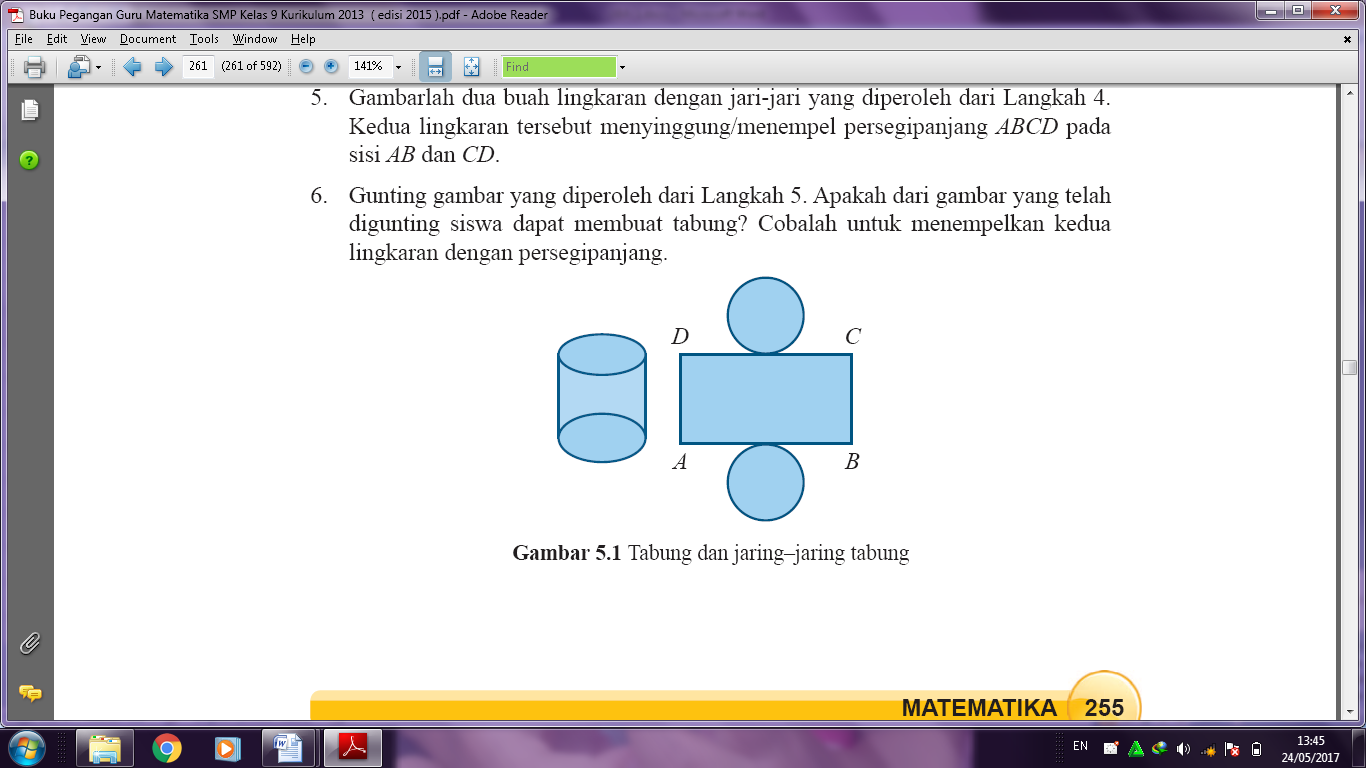 Buku Pegangan Guru Matematika SMP Kelas 9 Kurikulum 2013 ( edisi 2015 ).pdf - Adobe Reader
File Edit View Document Tools Window Help
261 (261 of 592) 141% Find
5. Gambarlah dua buah lingkaran dengan jari-jari yang diperoleh dari Langkah 4.
Kedua lingkaran tersebut menyinggung/menempel persegipanjang ABCD pada
sisi AB dan CD.
6. Gunting gambar yang diperoleh dari Langkah 5. Apakah dari gambar yang telah
digunting siswa dapat membuat tabung? Cobalah untuk menempelkan kedua
lingkaran dengan persegipanjang.
D C
A B
Gambar 5.1 Tabung dan jaring–jaring tabung
MATEMATIKA 255
EN 13:45
24/05/2017